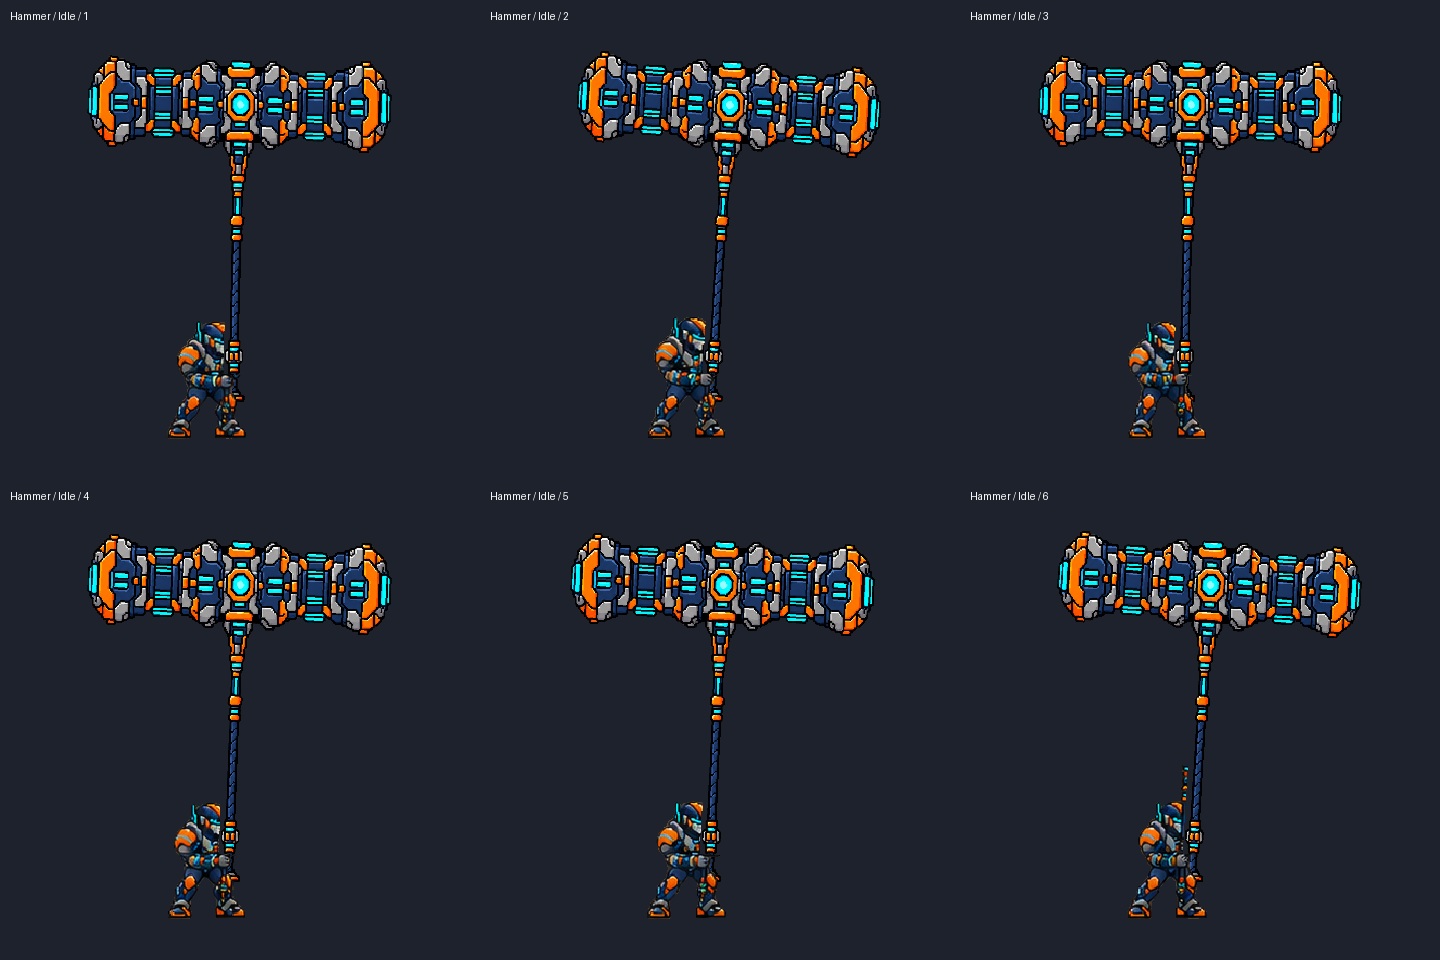 Hammer / Idle / 1
Hammer / Idle / 2
Hammer / Idle / 3
Hammer / Idle / 4
Hammer / Idle / 5
Hammer / Idle / 6